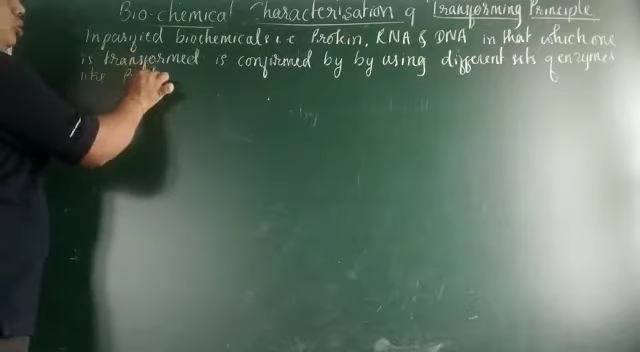 Bio-chemical Characterisation of Transforming Principle
Inpurified biochemicals i.e Protein, RNA & DNA in that which one
is transformed is confirmed by by using different sets of enzymes
like